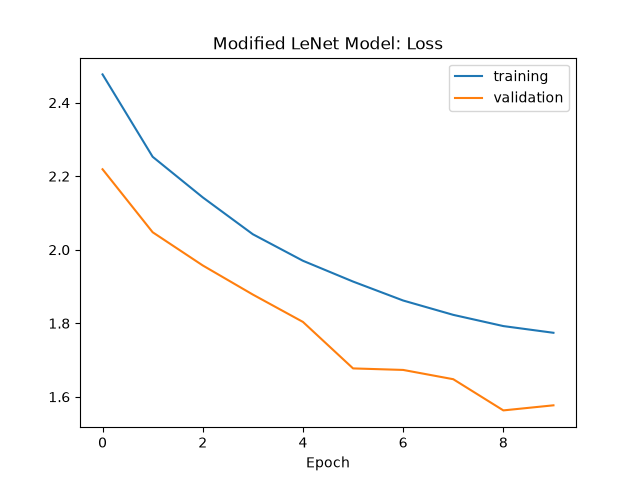 Modified LeNet Model: Loss
training
validation
2.4
2.2
2.0
1.8
1.6
0 2 4 6 8
Epoch